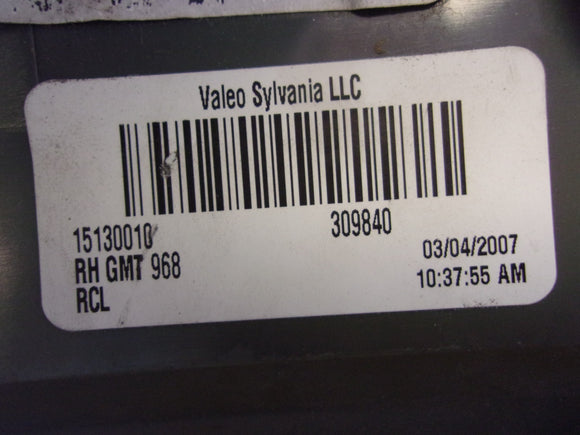 Valeo Sylvania LLC
15130010 309840
RH GMT 968 03/04/2007
RCL 10:37:55 AM